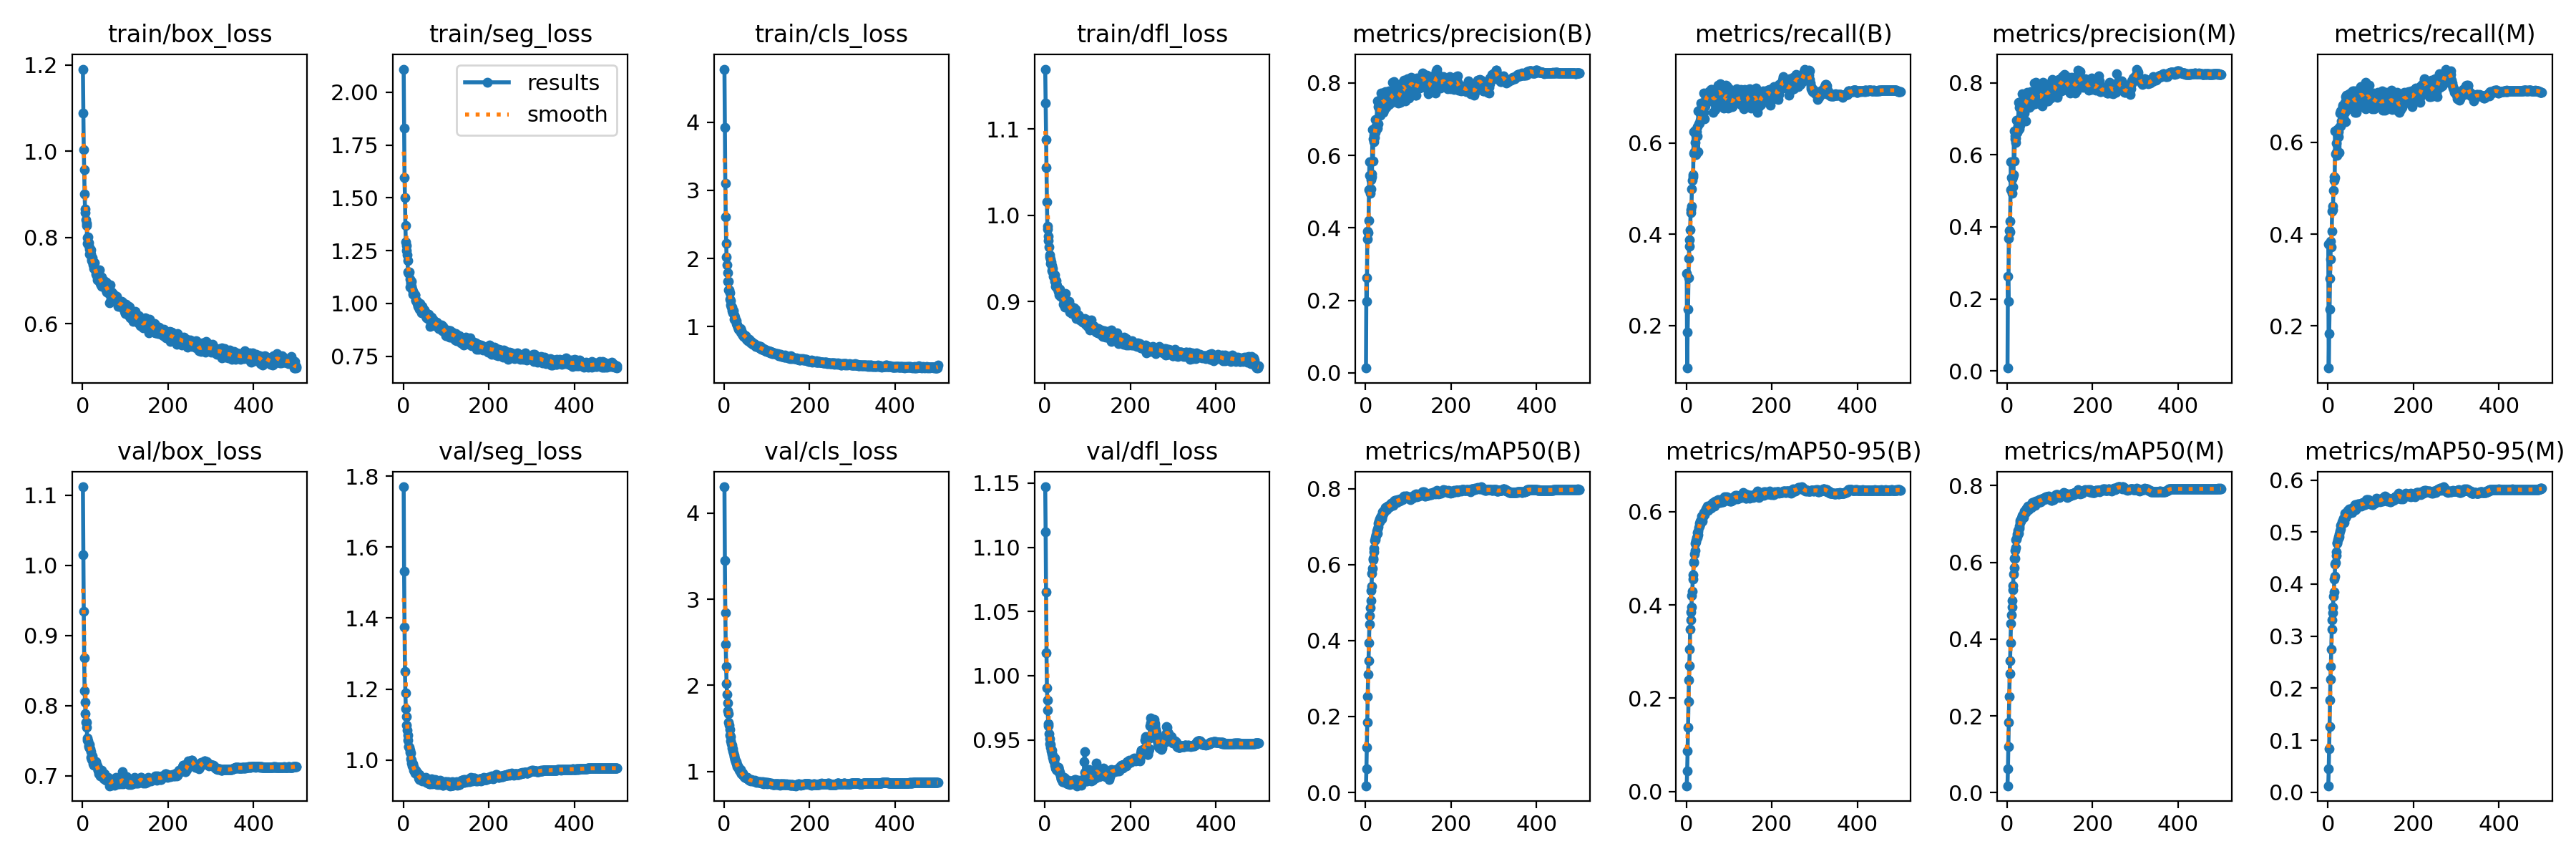 train/box_loss
1.2
1.0
0.8
0.6
0 200 400
train/seg_loss
results
smooth
2.00
1.75
1.50
1.25
1.00
0.75
0 200 400
train/cls_loss
4
3
2
1
0 200 400
train/dfl_loss
1.1
1.0
0.9
0 200 400
metrics/precision(B)
0.8
0.6
0.4
0.2
0.0
0 200 400
metrics/recall(B)
0.6
0.4
0.2
0 200 400
metrics/precision(M)
0.8
0.6
0.4
0.2
0.0
0 200 400
metrics/recall(M)
0.6
0.4
0.2
0 200 400
val/box_loss
1.1
1.0
0.9
0.8
0.7
0 200 400
val/seg_loss
1.8
1.6
1.4
1.2
1.0
0 200 400
val/cls_loss
4
3
2
1
0 200 400
val/dfl_loss
1.15
1.10
1.05
1.00
0.95
0 200 400
metrics/mAP50(B)
0.8
0.6
0.4
0.2
0.0
0 200 400
metrics/mAP50-95(B)
0.6
0.4
0.2
0.0
0 200 400
metrics/mAP50(M)
0.8
0.6
0.4
0.2
0.0
0 200 400
metrics/mAP50-95(M)
0.6
0.5
0.4
0.3
0.2
0.1
0.0
0 200 400